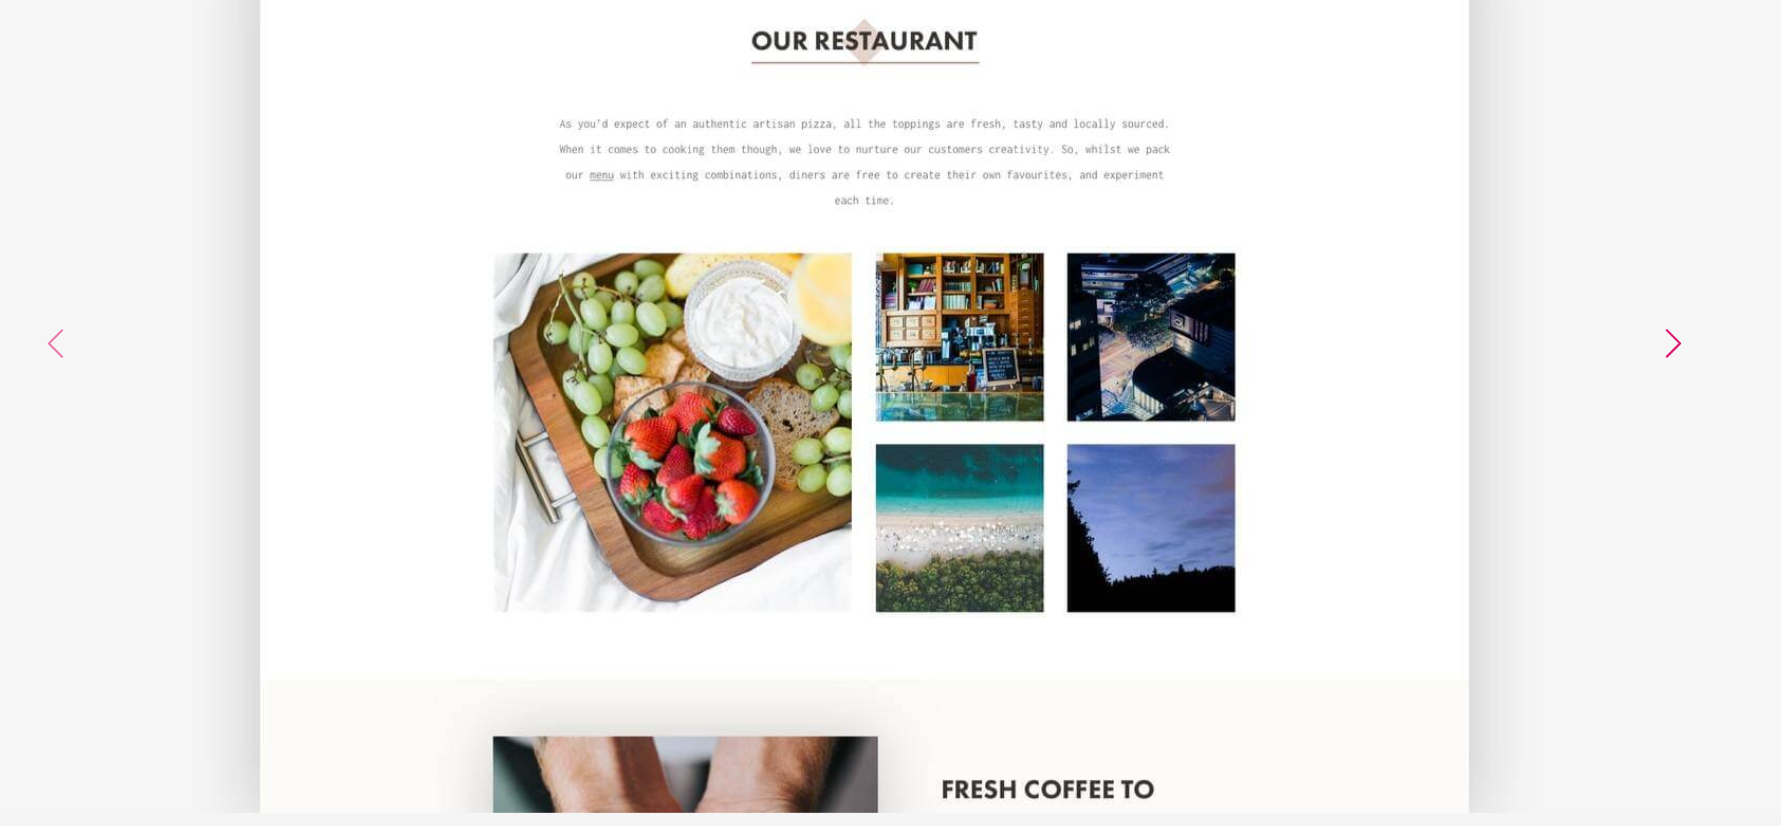 OUR RESTAURANT
As you'd expect of an authentic artisan pizza, all the toppings are fresh, tasty and locally sourced.
When it comes to cooking them though, we love to nurture our customers creativity. So, whilst we pack
our menu with exciting combinations, diners are free to create their own favourites, and experiment
each time.
FRESH COFFEE TO